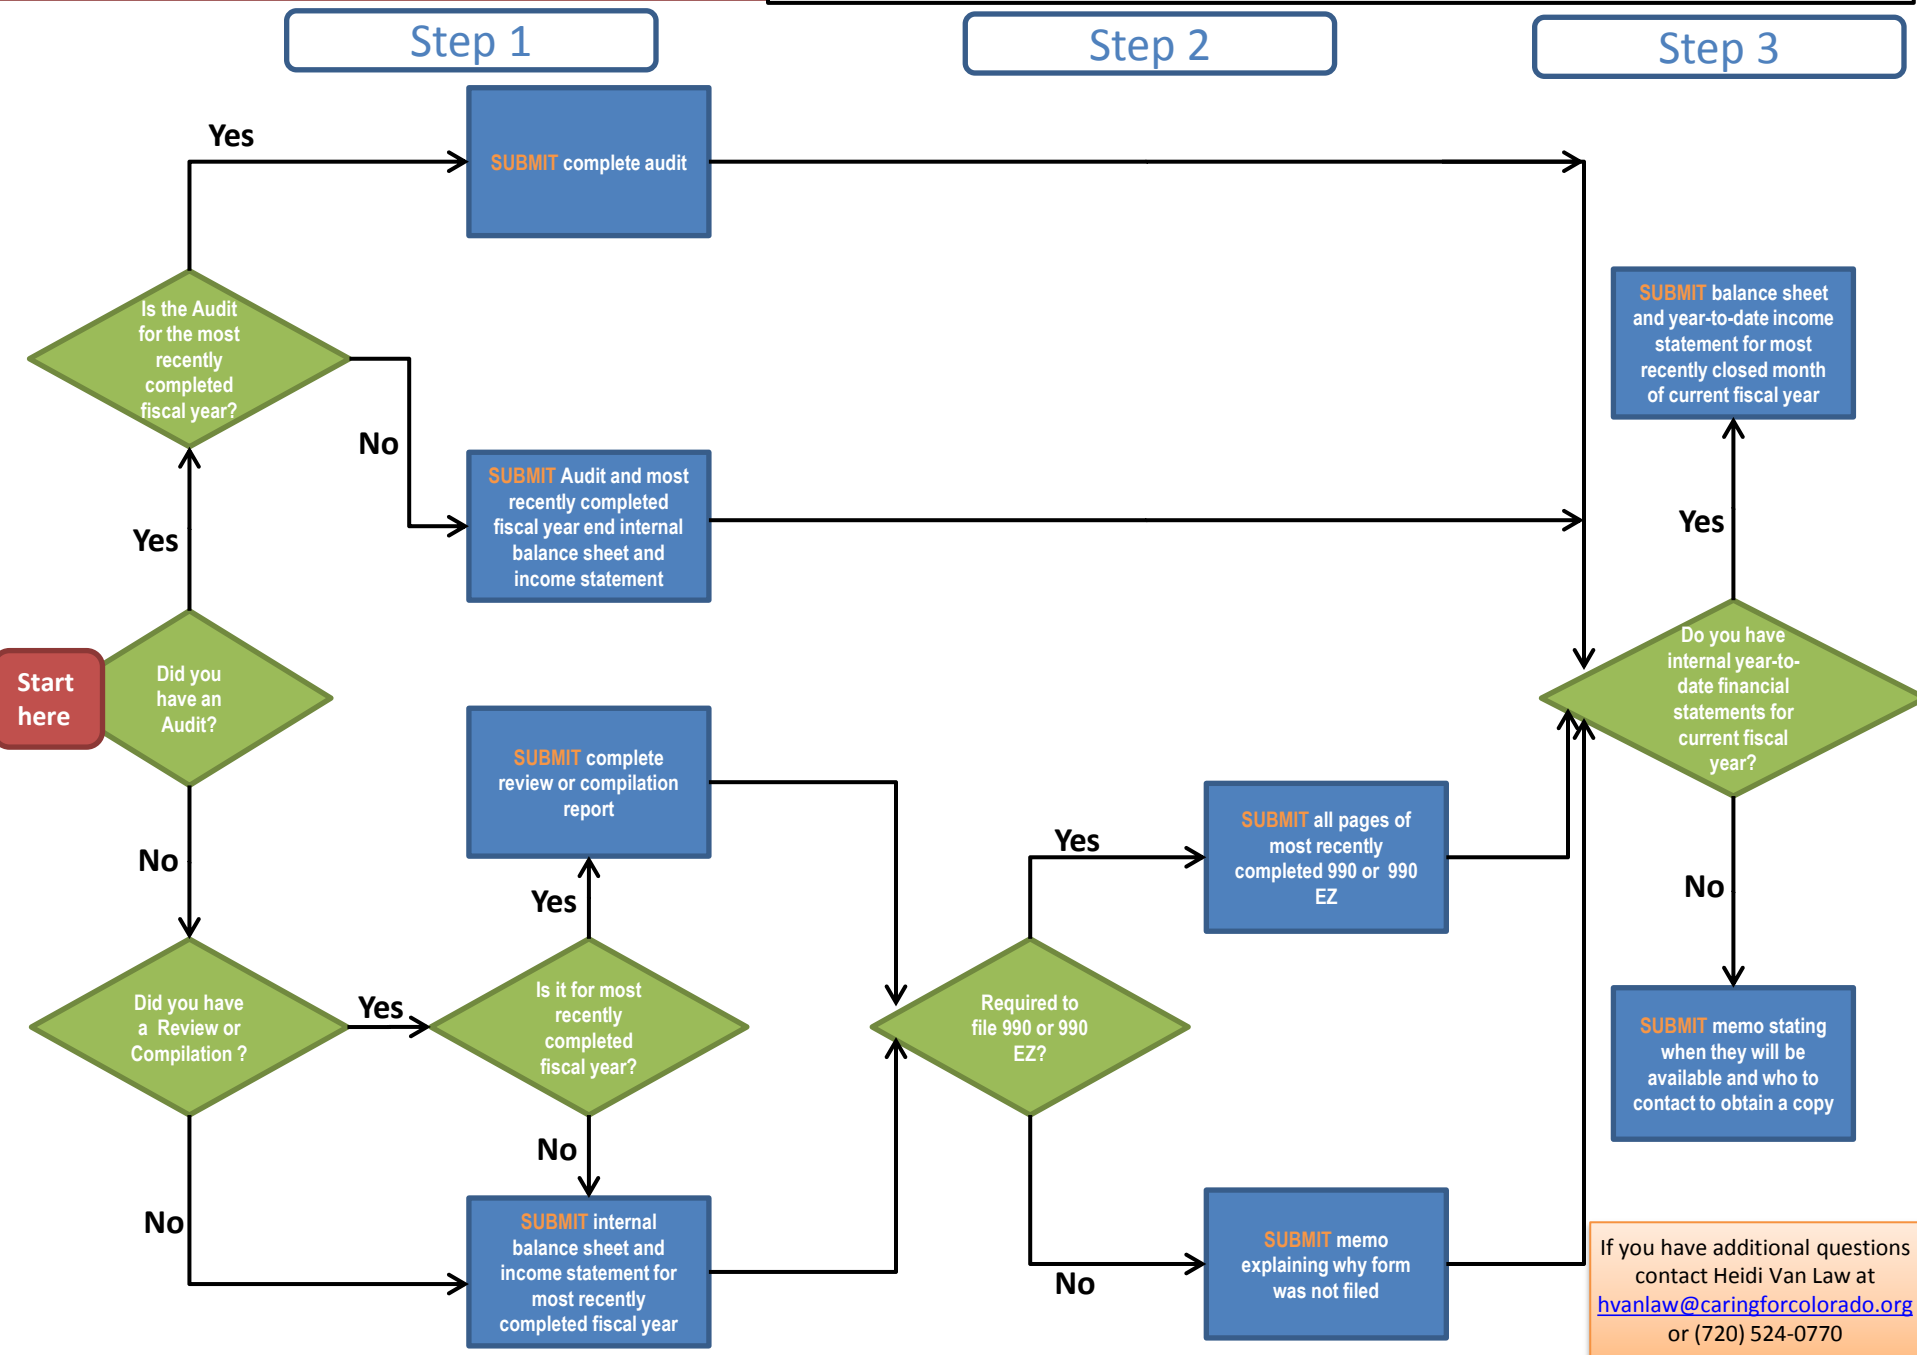 Step 1
Step 2
Step 3
Yes
SUBMIT complete audit
Is the Audit
for the most
recently
completed
fiscal year?
SUBMIT balance sheet
and year-to-date income
statement for most
recently closed month
of current fiscal year
No
SUBMIT Audit and most
recently completed
fiscal year end internal
balance sheet and
income statement
Yes
Yes
Start
here
Did you
have an
Audit?
Do you have
internal year-to-
date financial
statements for
current fiscal
year?
SUBMIT complete
review or compilation
report
No
Yes
Yes
SUBMIT all pages of
most recently
completed 990 or 990
EZ
No
Did you have
a Review or
Compilation ?
Yes
Is it for most
recently
completed
fiscal year?
Required to
file 990 or 990
EZ?
SUBMIT memo stating
when they will be
available and who to
contact to obtain a copy
No
No
SUBMIT internal
balance sheet and
income statement for
most recently
completed fiscal year
No
SUBMIT memo
explaining why form
was not filed
If you have additional questions
contact Heidi Van Law at
hvanlaw@caringforcolorado.org
or (720) 524-0770